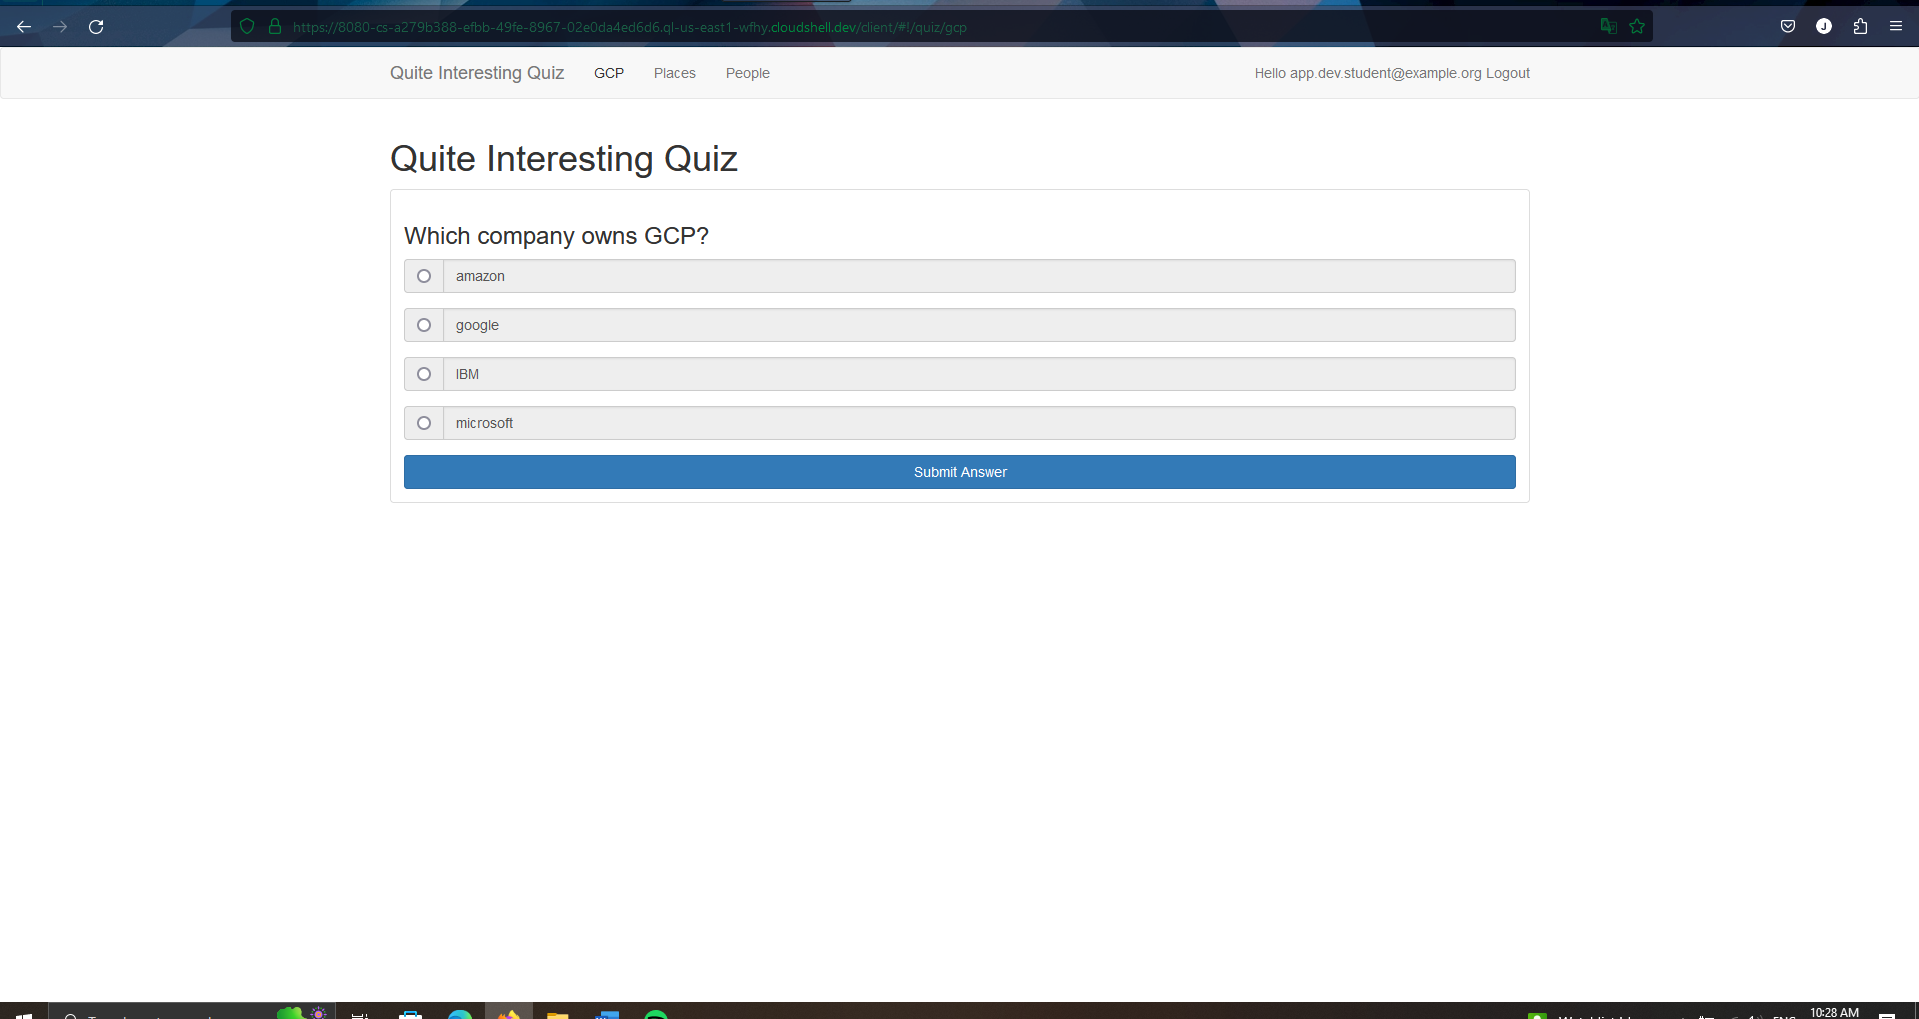 https://8080-cs-a279b388-efbb-49fe-8967-02e0da4ed6d6.ql-us-east1-wfhy.cloudshell.dev/client/#!/quiz/gcp
J
Quite Interesting Quiz GCP Places People Hello app.dev.student@example.org Logout
Quite Interesting Quiz
Which company owns GCP?
amazon
google
IBM
microsoft
Submit Answer
10:28 AM